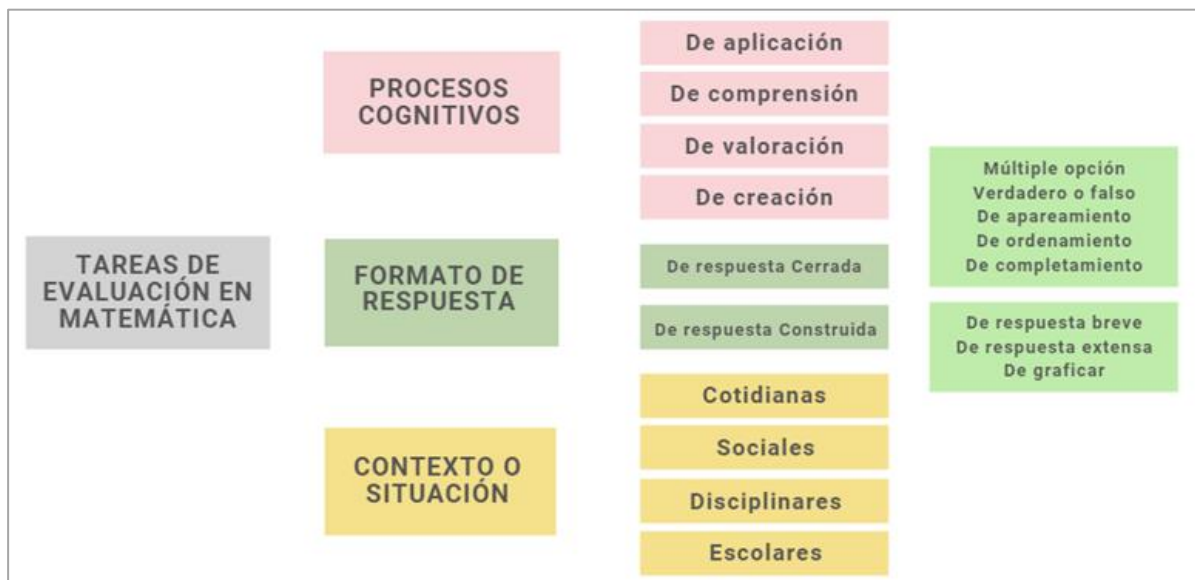 TAREAS DE
EVALUACIÓN EN
MATEMÁTICA
PROCESOS
COGNITIVOS
De aplicación
De comprensión
De valoración
De creación
FORMATO DE
RESPUESTA
De respuesta Cerrada
Múltiple opción
Verdadero o falso
De apareamiento
De ordenamiento
De completamiento
De respuesta Construida
De respuesta breve
De respuesta extensa
De graficar
CONTEXTO O
SITUACIÓN
Cotidianas
Sociales
Disciplinares
Escolares